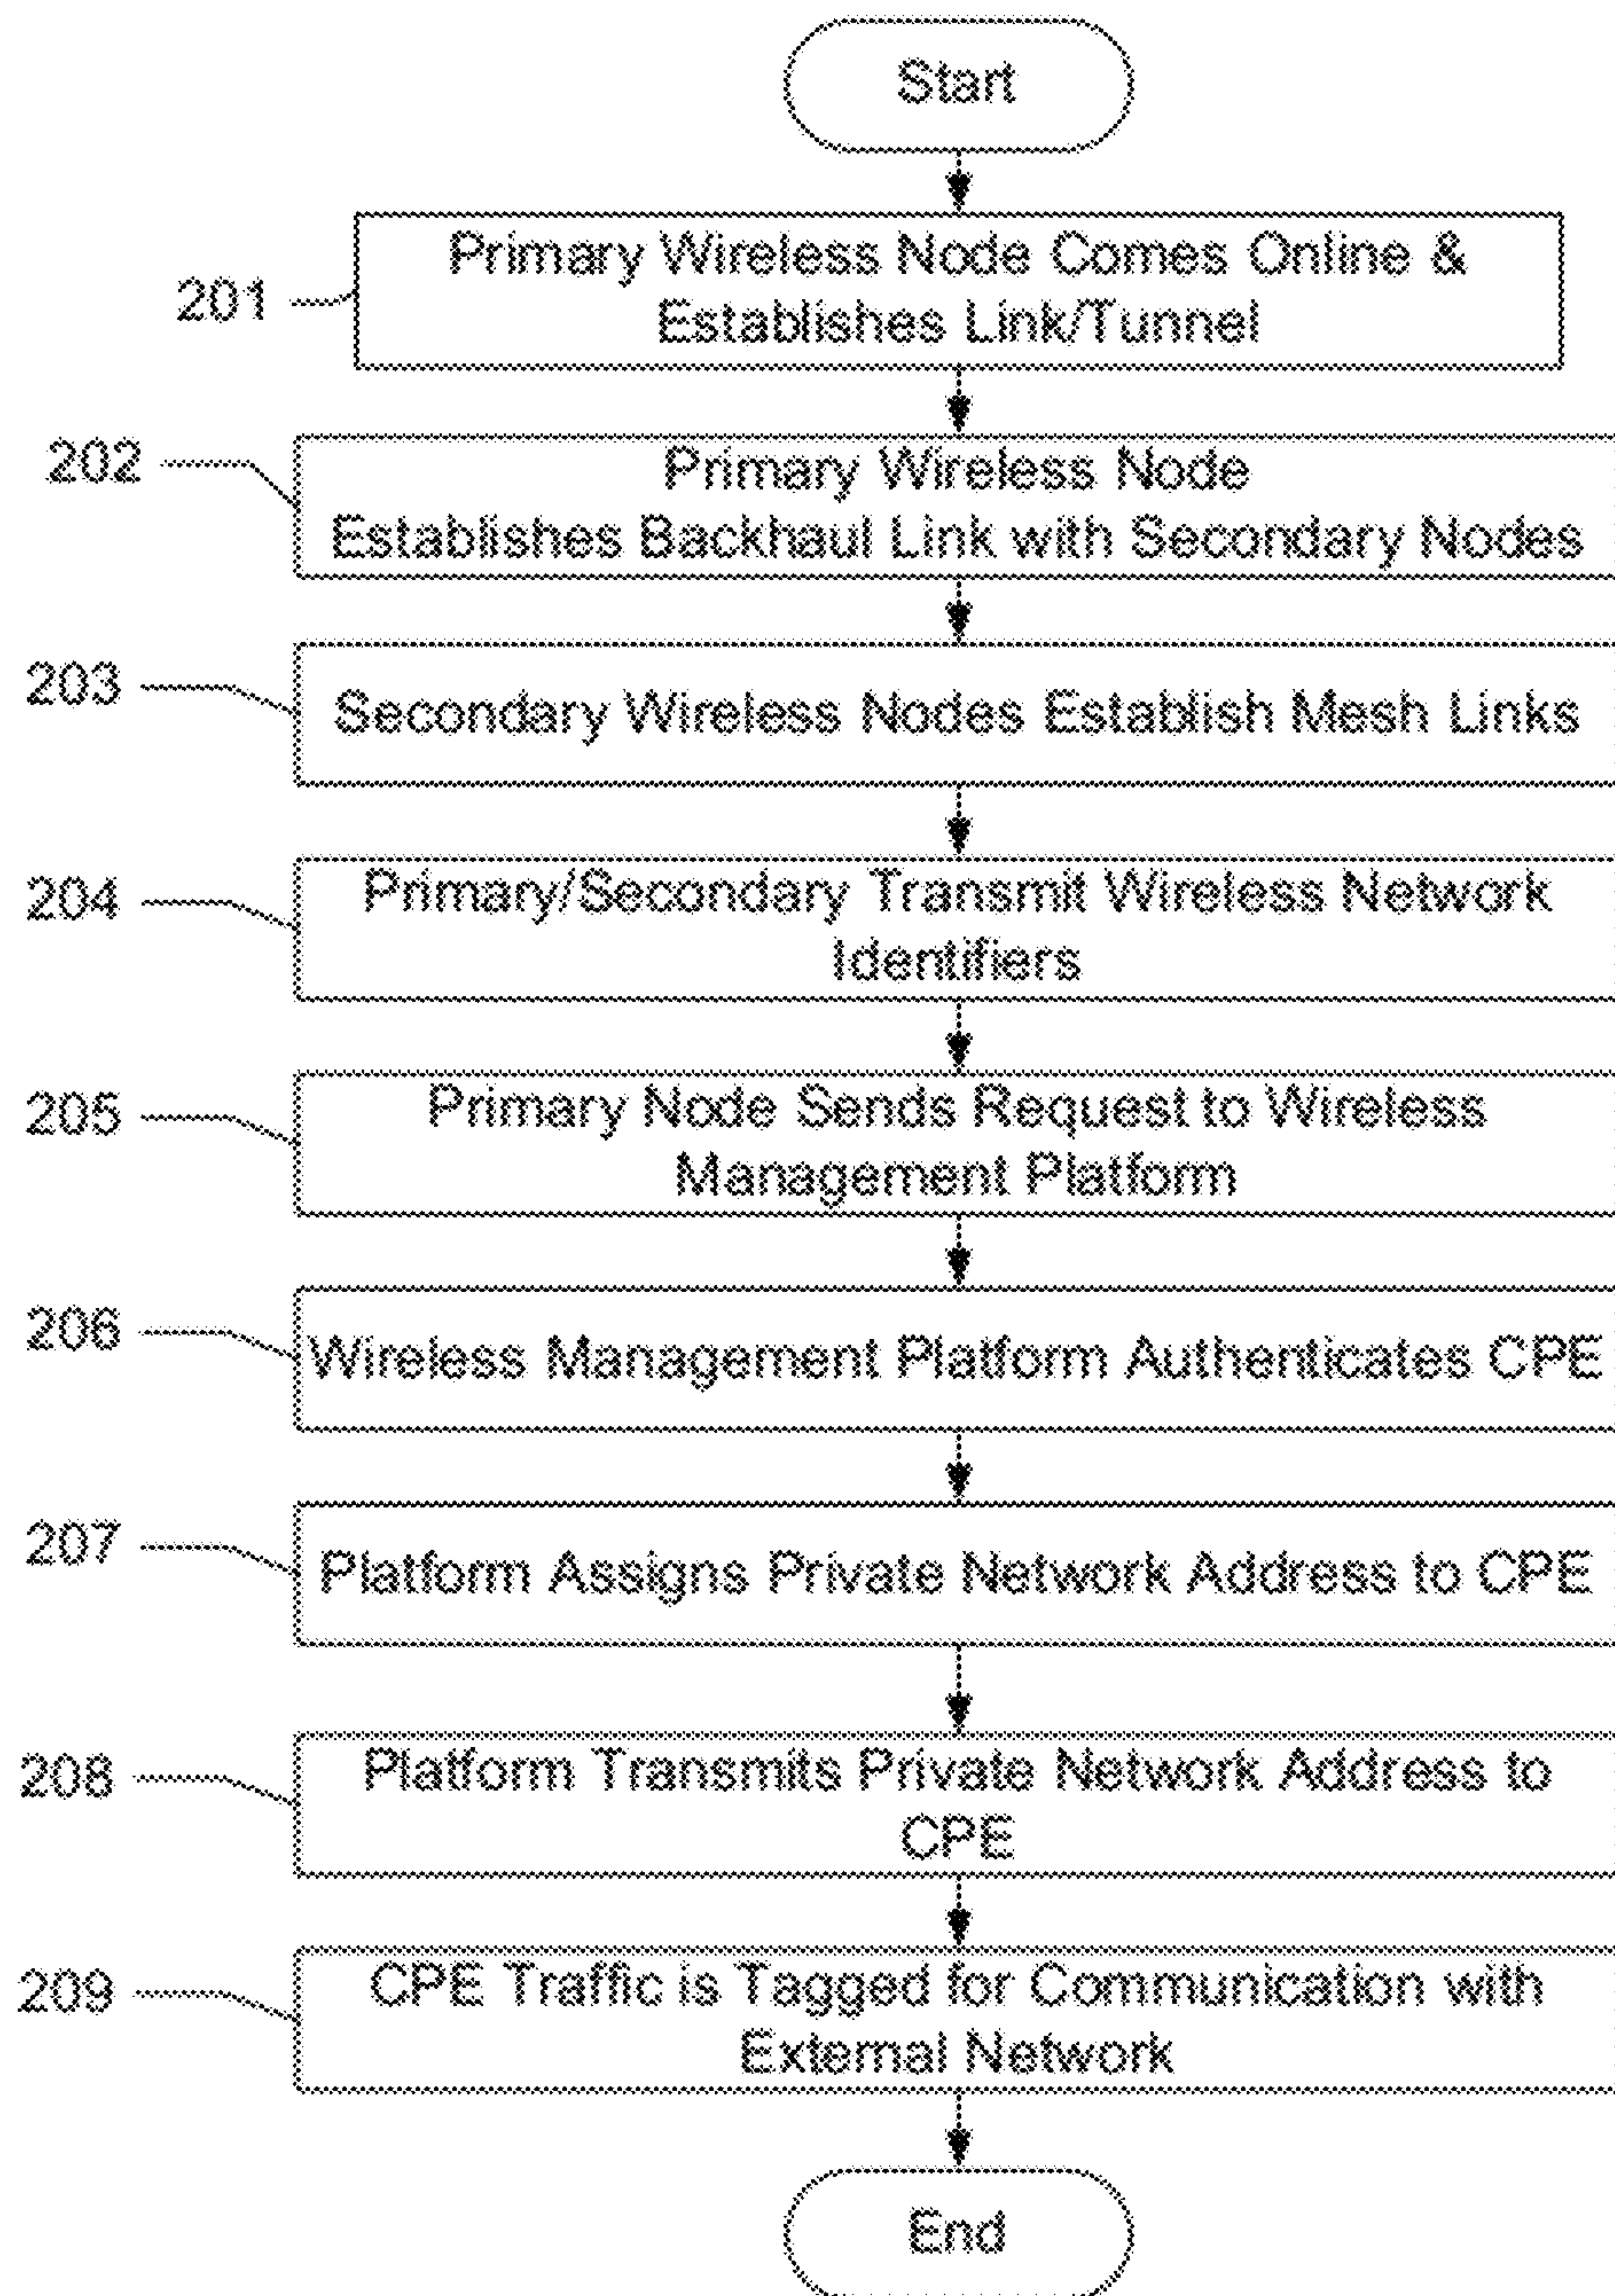 Start
201
Primary Wireless Node Comes Online &
Establishes Link/Tunnel
202
Primary Wireless Node
Establishes Backhaul Link with Secondary Nodes
203
Secondary Wireless Nodes Establish Mesh Links
204
Primary/Secondary Transmit Wireless Network
Identifiers
205
Primary Node Sends Request to Wireless
Management Platform
206
Wireless Management Platform Authenticates CPE
207
Platform Assigns Private Network Address to CPE
208
Platform Transmits Private Network Address to
CPE
209
CPE Traffic is Tagged for Communication with
External Network
End